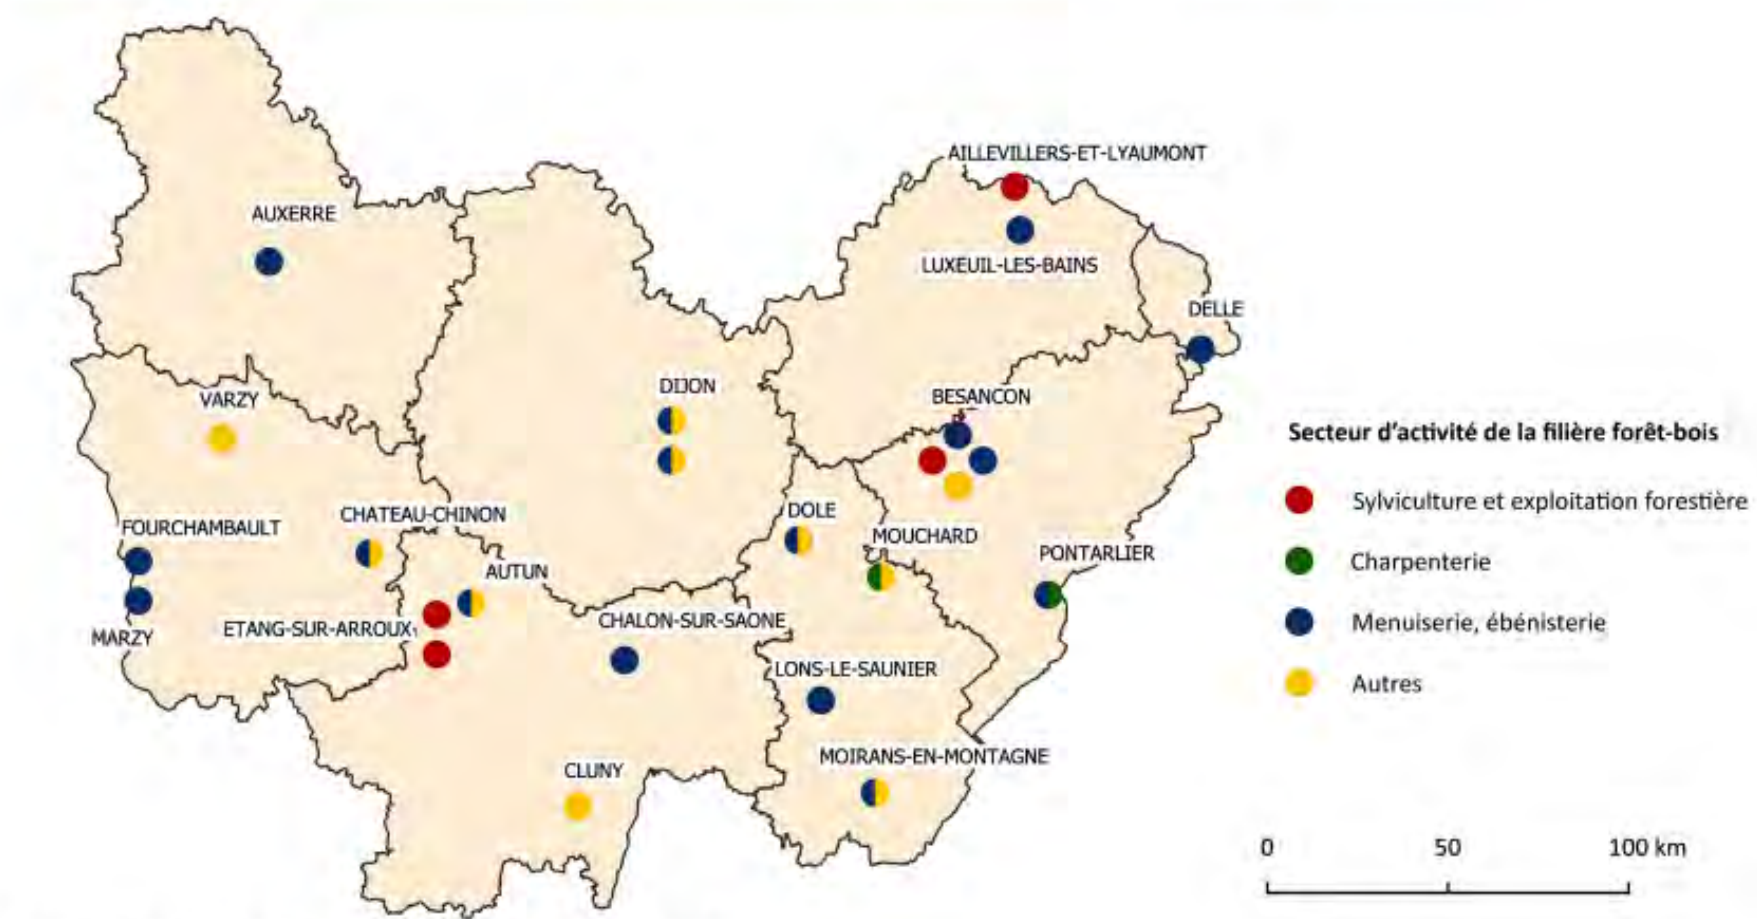 AILLEVILLERS-ET-LYAUMONT
AUXERRE
LUXEUIL-LES-BAINS
DELLE
DIJON
VARZY
BESANCON
Secteur d'activité de la filière forêt-bois
Sylviculture et exploitation forestière
DOLE
CHATEAU-CHINON
FOURCHAMBAULT
MOUCHARD
PONTARLIER
Charpenterie
AUTUN
CHALON-SUR-SAONE
Menuiserie, ébénisterie
ETANG-SUR-ARROUX
MARZY
LONS-LE-SAUNIER
Autres
MOIRANS-EN-MONTAGNE
CLUNY
0 50 100 km